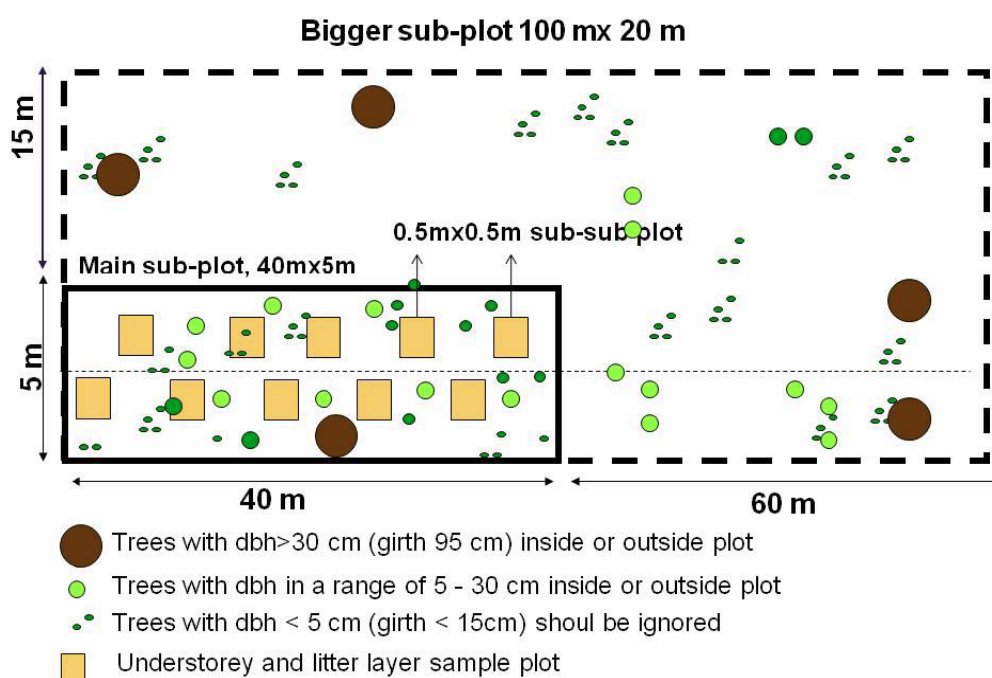 Bigger sub-plot 100 mx 20 m
15 m
0.5mx0.5m sub-sub plot
Main sub-plot, 40mx5m
5 m
40 m
60 m
Trees with dbh>30 cm (girth 95 cm) inside or outside plot
Trees with dbh in a range of 5 - 30 cm inside or outside plot
Trees with dbh < 5 cm (girth < 15cm) shoul be ignored
Understorey and litter layer sample plot